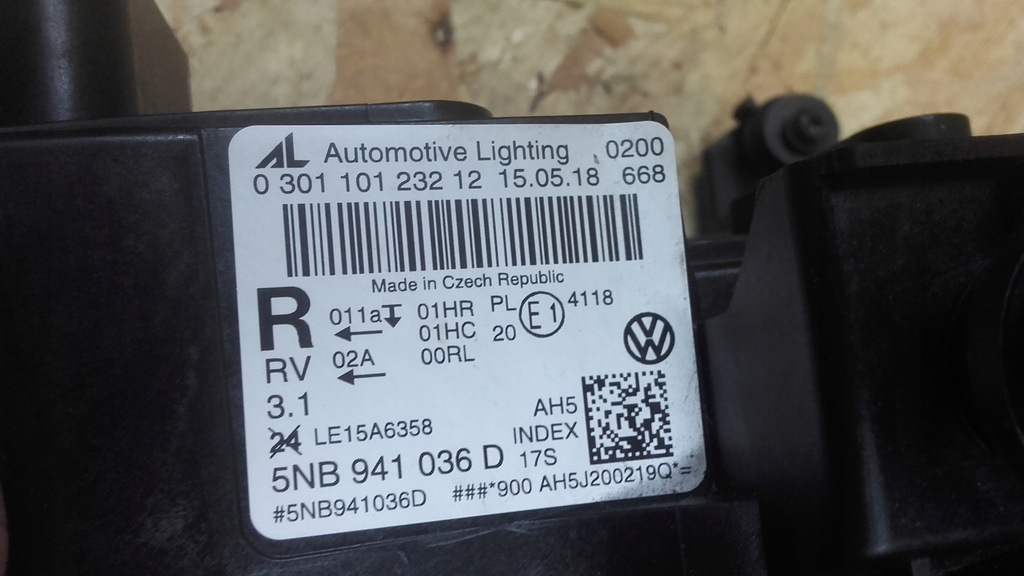 AL Automotive Lighting 0200
0 301 101 232 12 15.05.18 668
Made in Czech Republic
R 011a 01HR PL E1 4118
01HC 20
RV 02A 00RL
3.1
24 LE15A6358 AH5
INDEX
5NB 941 036 D 17S
#5NB941036D ###*900 AH5J200219Q*=
VW